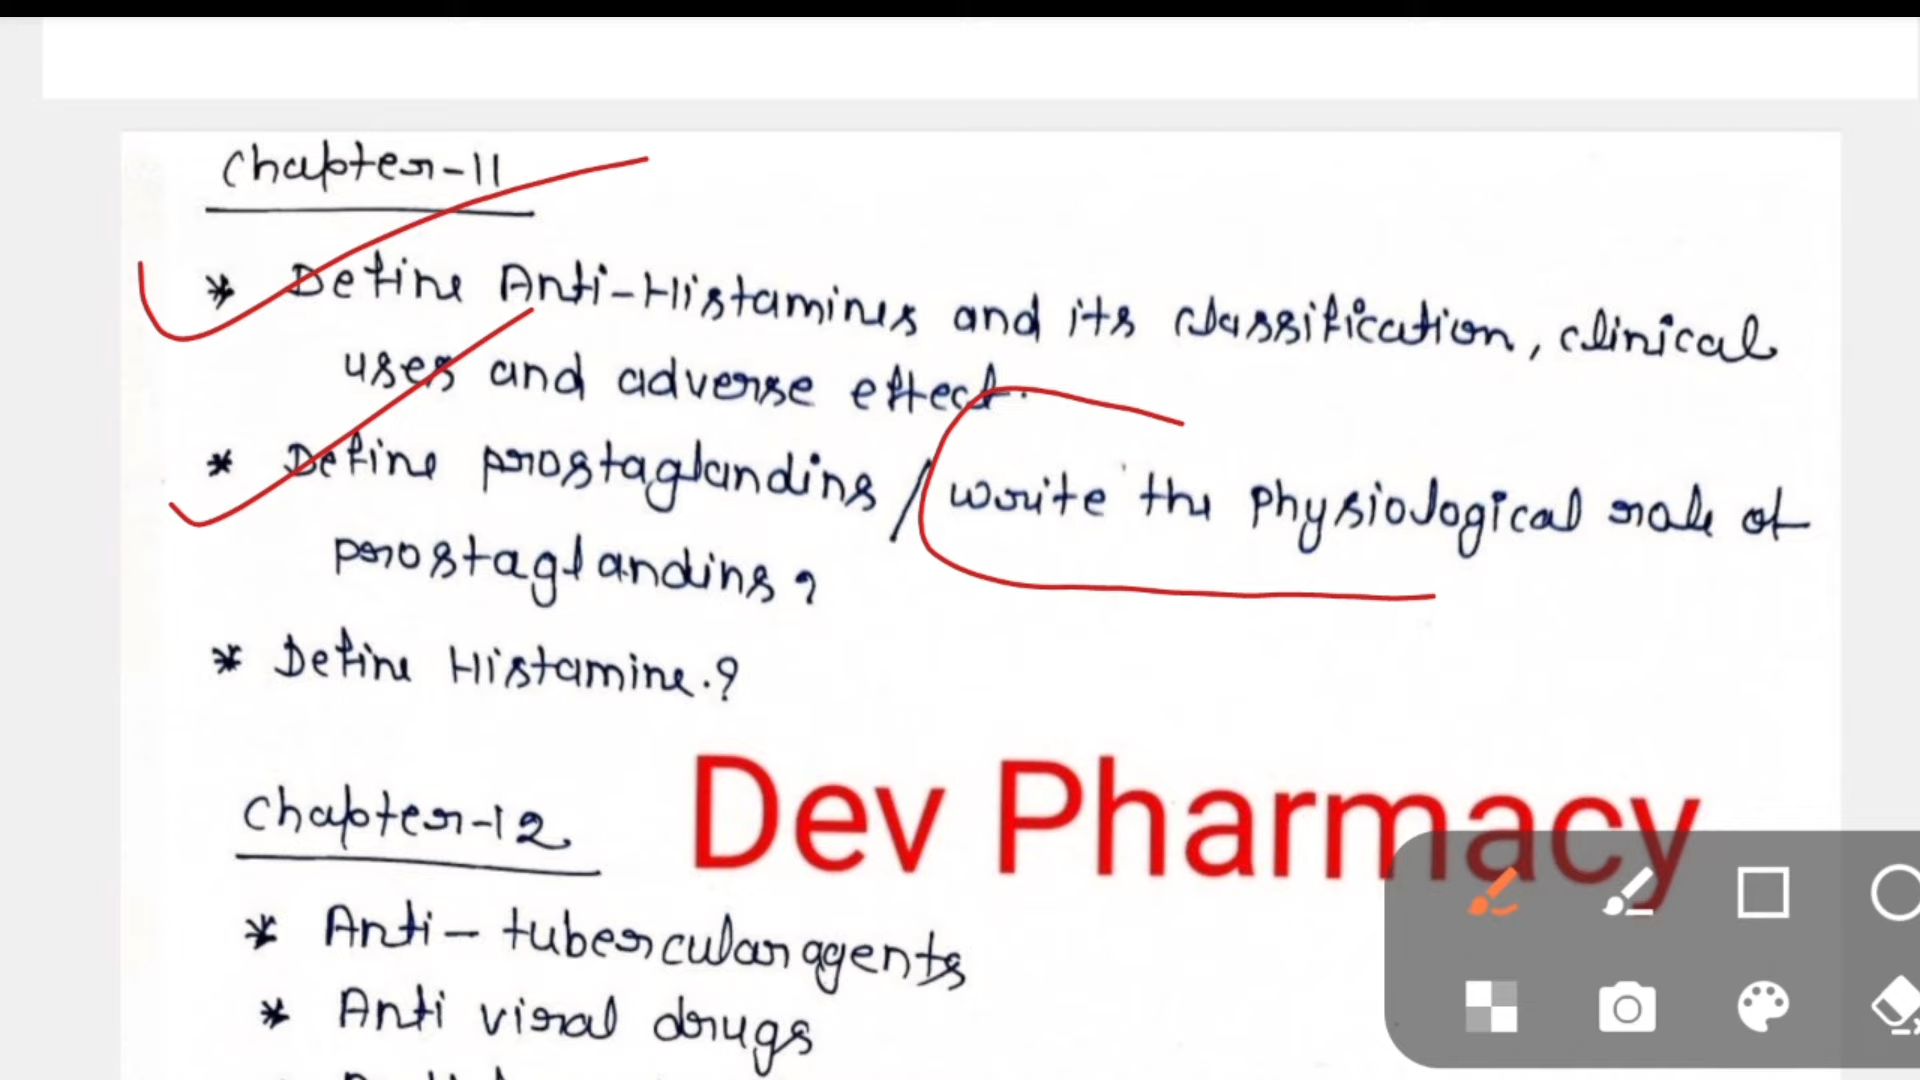 Chapter-11
* Define Anti-Histamines and its classification, clinical
uses and adverse effect.
* Define prostaglandins / write the physiological role of
prostaglandins?
* Define Histamine.?
Dev Pharmacy
Chapter-12
* Anti-tubercular agents
* Anti viral drugs